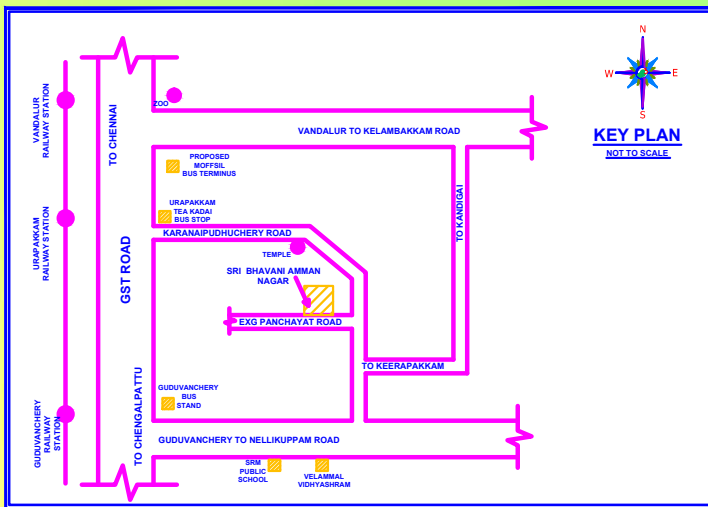 N
W
E
S
KEY PLAN
NOT TO SCALE
VANDALUR
RAILWAY STATION
TO CHENNAI
ZOO
VANDALUR TO KELAMBAKKAM ROAD
PROPOSED
MOFFSIL
BUS TERMINUS
TO KANDIGAI
URAPAKKAM
TEA KADAI
BUS STOP
URAPAKKAM
RAILWAY STATION
KARANAIPUDHUCHERY ROAD
GST ROAD
TEMPLE
SRI BHAVANI AMMAN
NAGAR
EXG PANCHAYAT ROAD
TO KEERAPAKKAM
GUDUVANCHERY
BUS
STAND
GUDUVANCHERY
RAILWAY
STATION
TO CHENGALPATTU
GUDUVANCHERY TO NELLIKUPPAM ROAD
SRM
PUBLIC
SCHOOL
VELAMMAL
VIDHYASHRAM